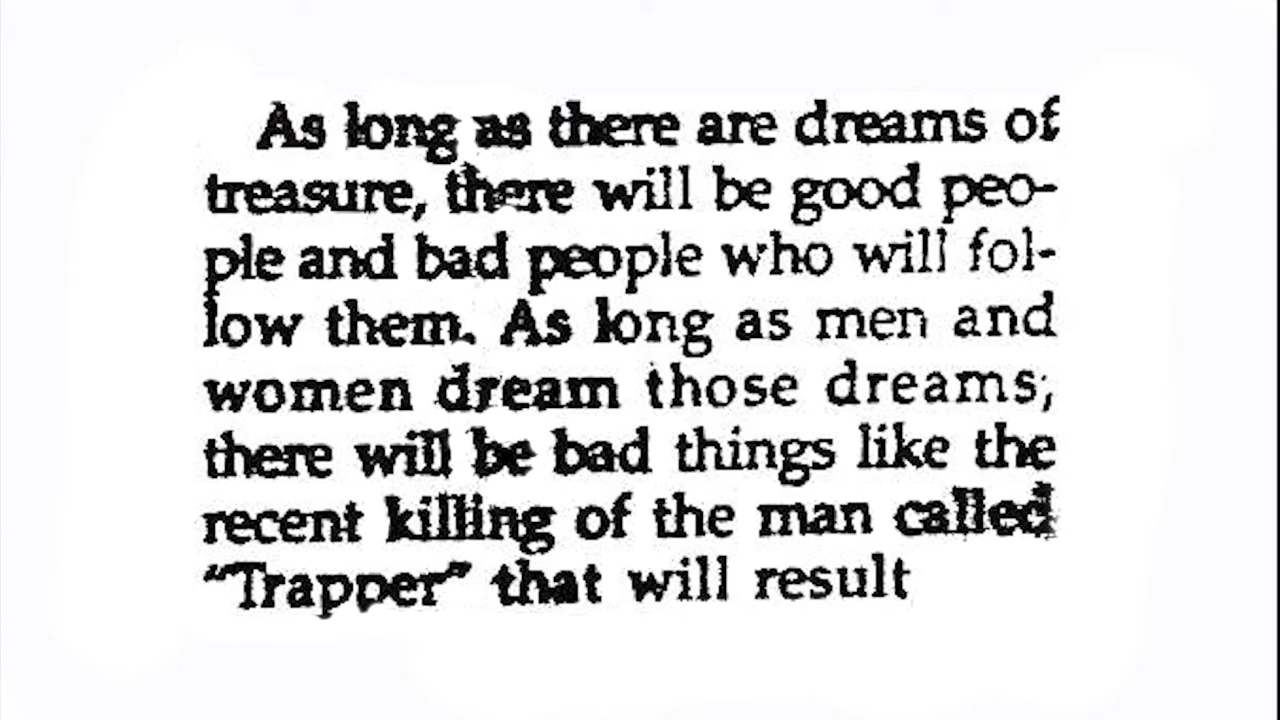 As long as there are dreams of
treasure, there will be good peo-
ple and bad people who will fol-
low them. As long as men and
women dream those dreams,
there will be bad things like the
recent killing of the man called
“Trapper” that will result